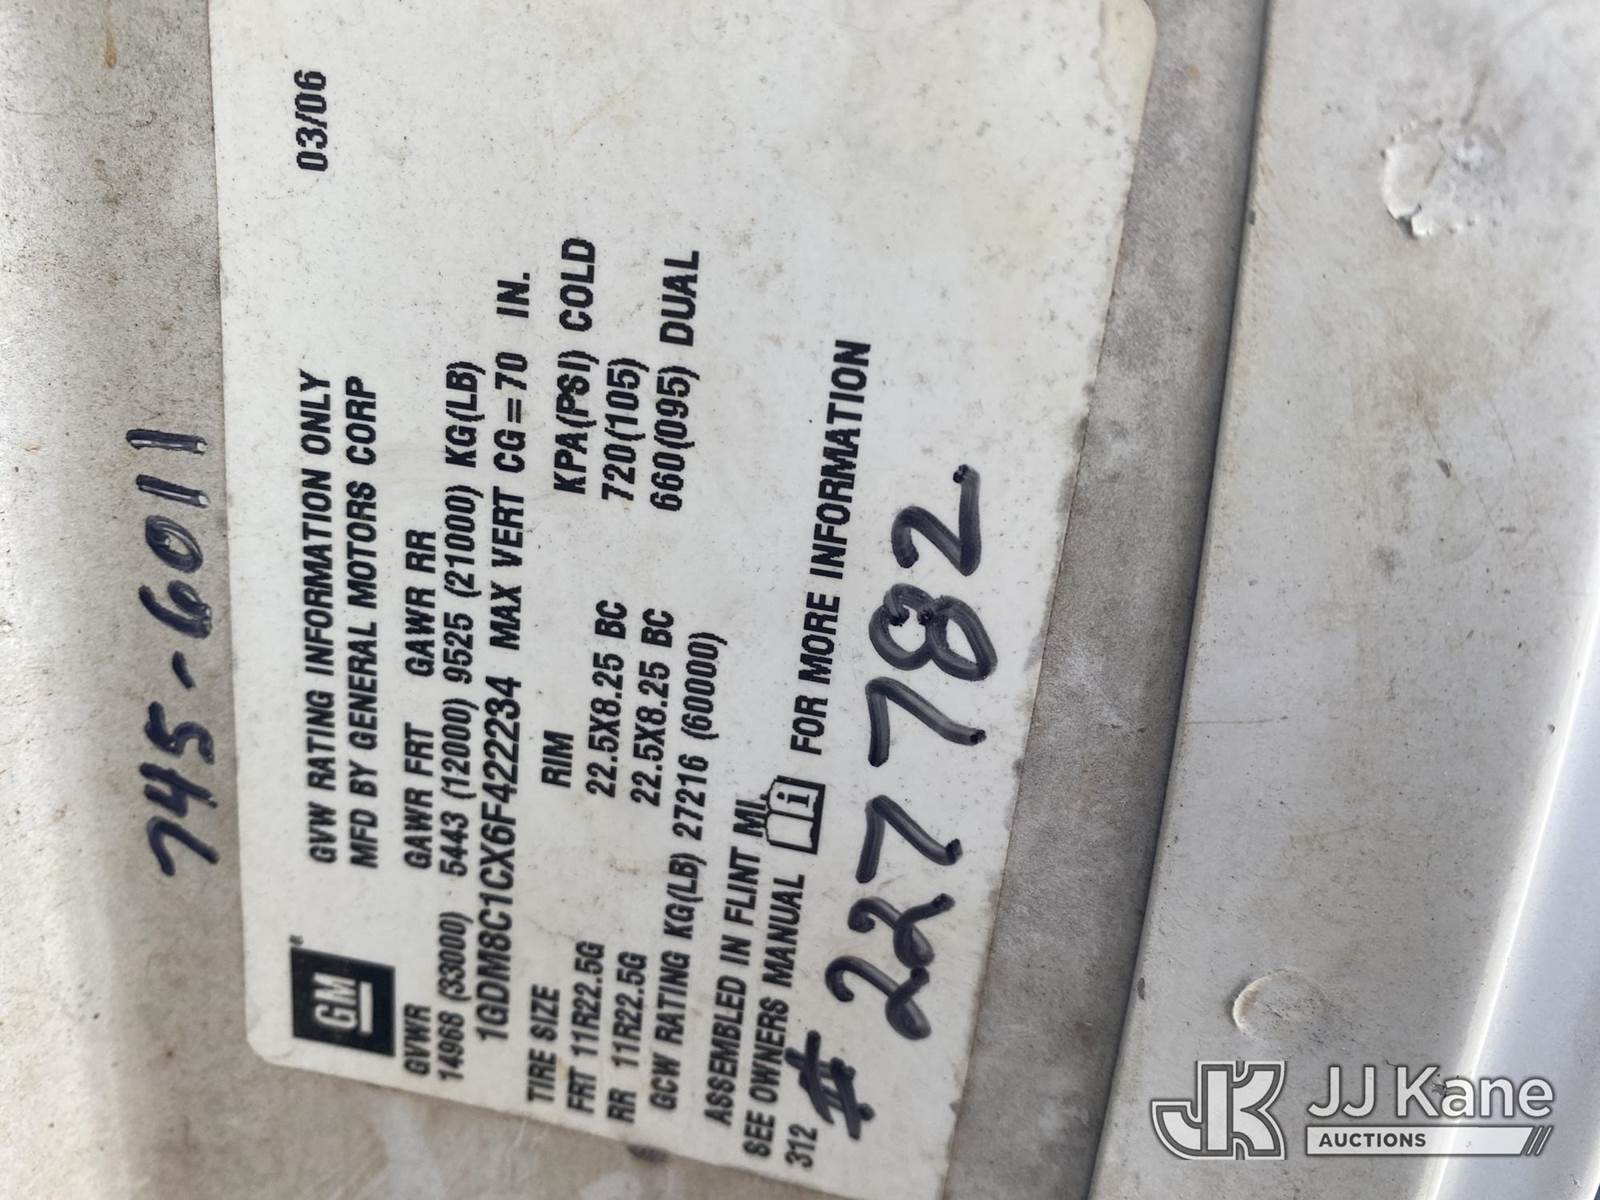 745-6011
GM
GVW RATING INFORMATION ONLY 03/06
MFD BY GENERAL MOTORS CORP
GVWR GAWR FRT GAWR RR
14968 (33000) 5443 (12000) 9525 (21000) KG(LB)
1GDM8C1CX6F422234 MAX VERT CG=70 IN.
TIRE SIZE RIM KPA(PSI) COLD
FRT 11R22.5G 22.5X8.25 BC 720(105)
RR 11R22.5G 22.5X8.25 BC 660(095) DUAL
GCW RATING KG(LB) 27216 (60000)
ASSEMBLED IN FLINT MI.
SEE OWNERS MANUAL i FOR MORE INFORMATION
312
# 227782
JK JJ Kane
AUCTIONS